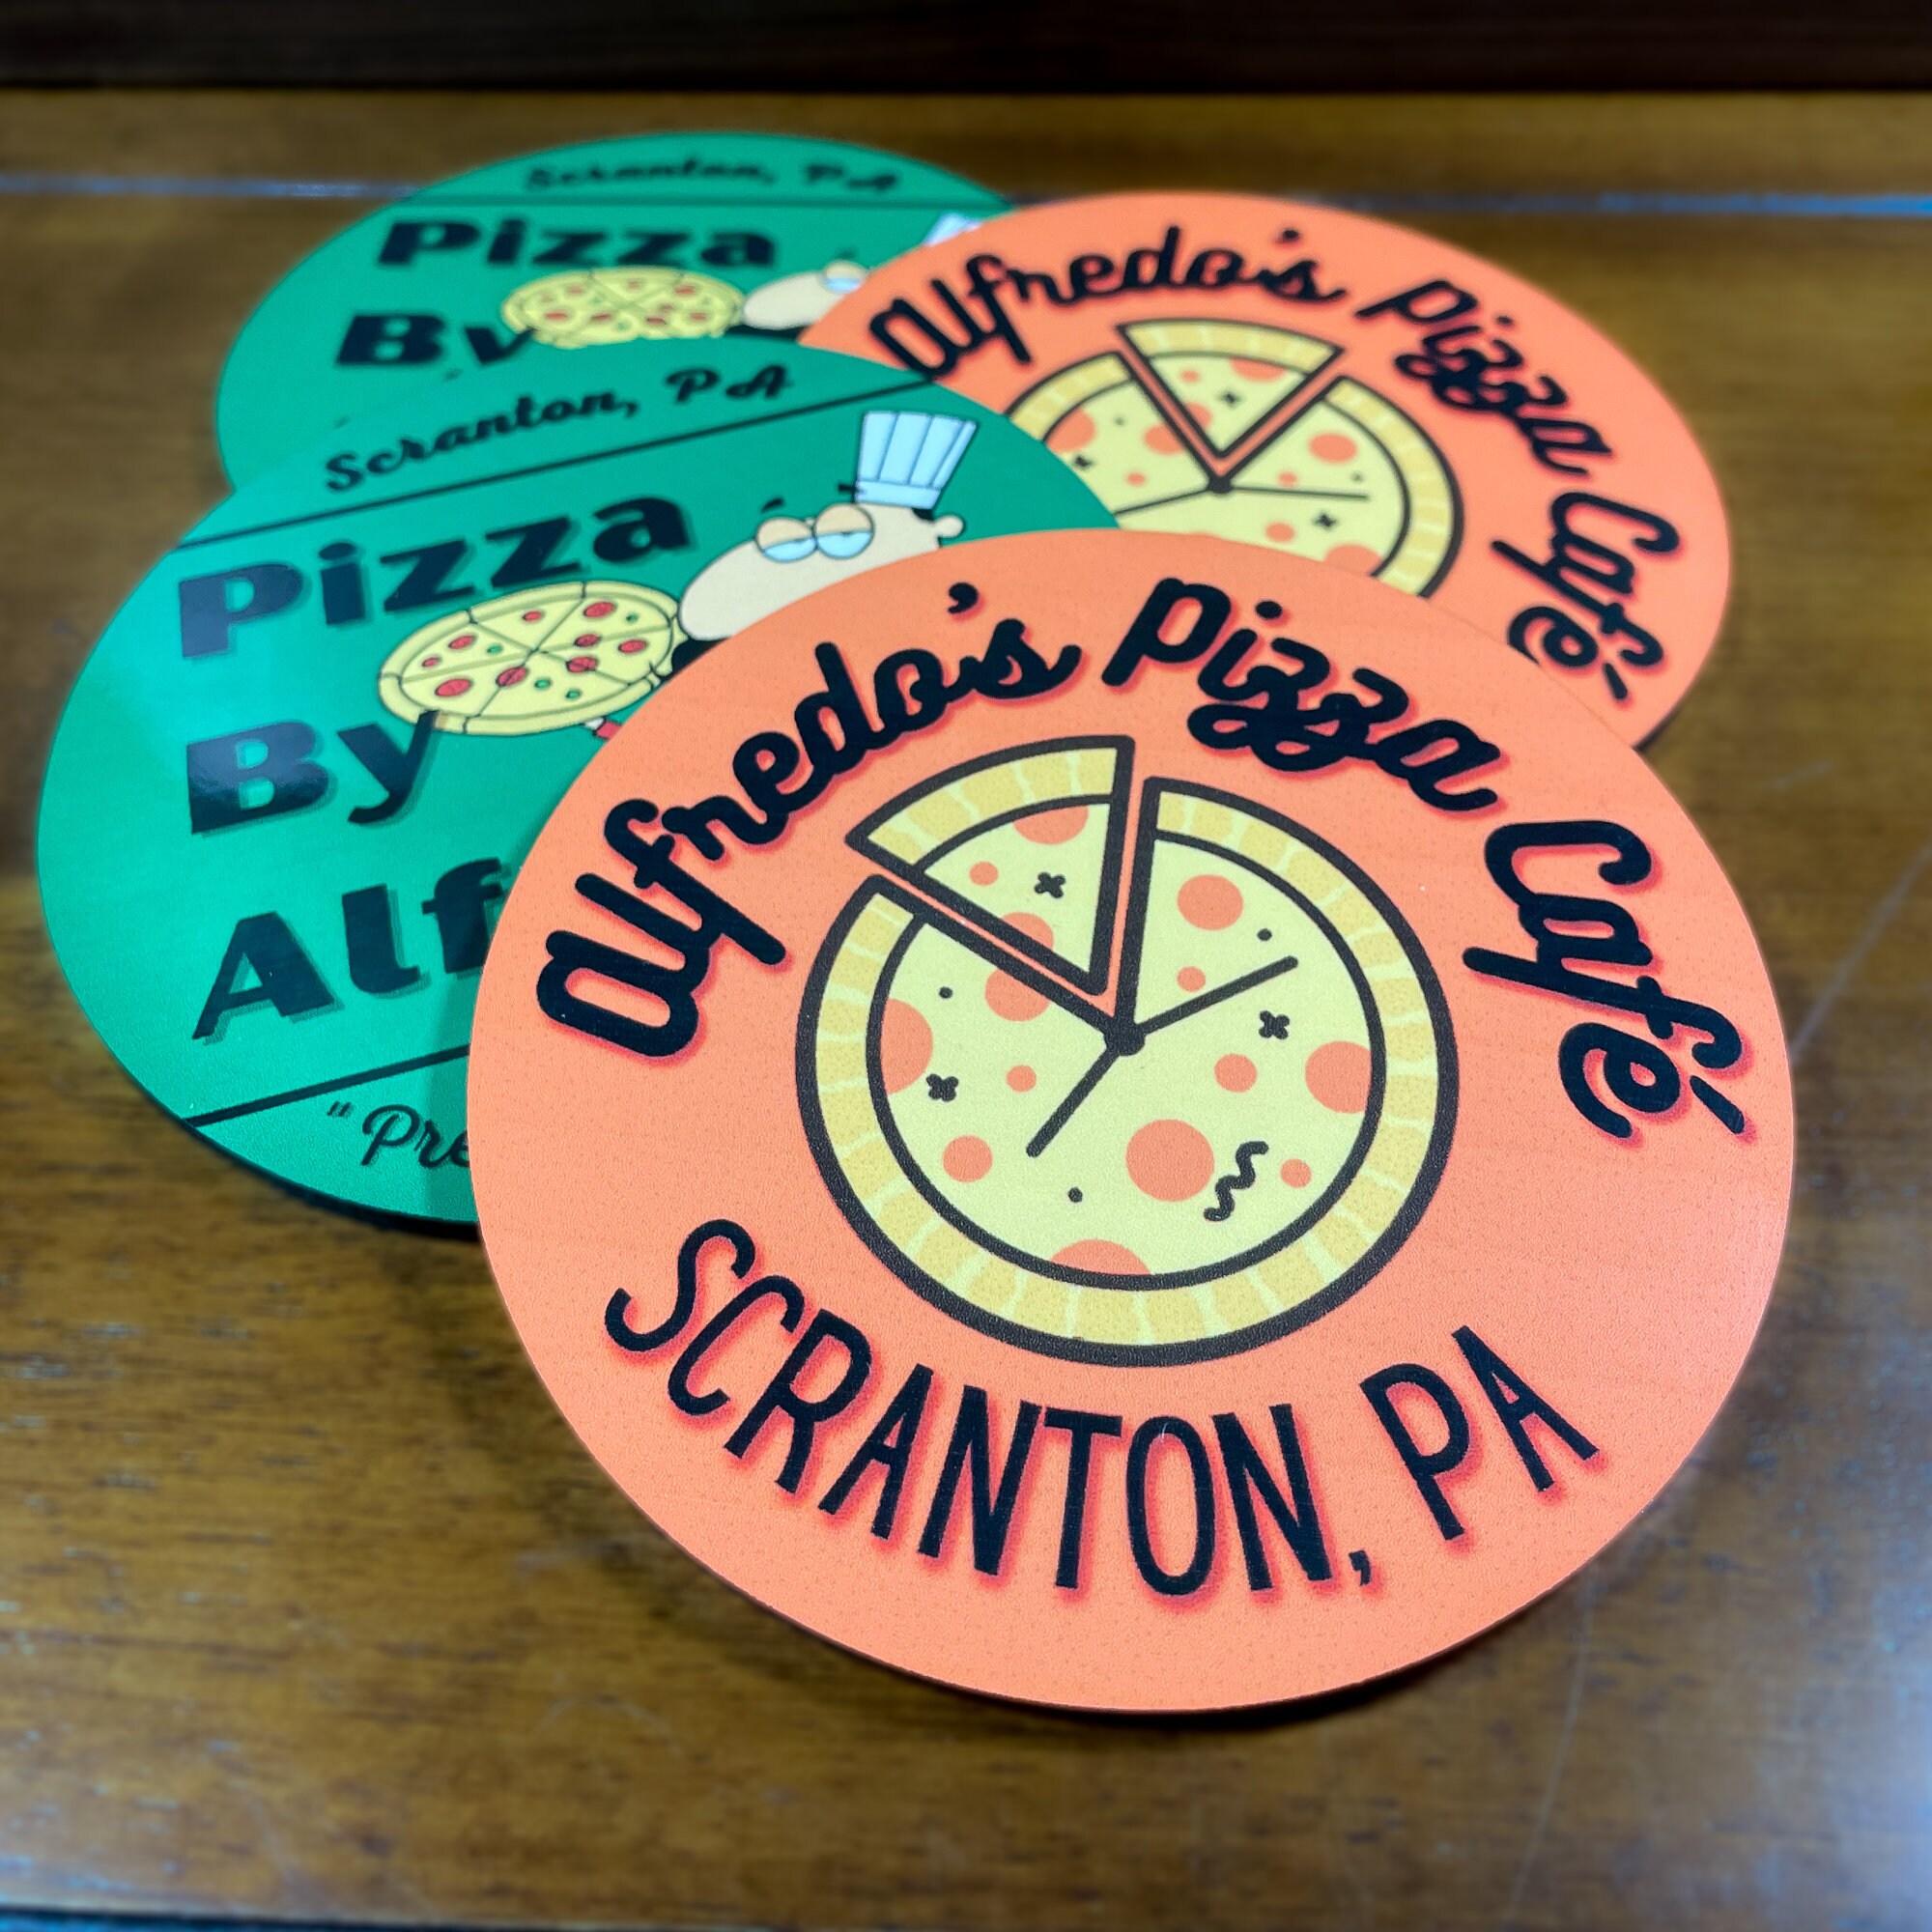 Scranton, PA
Pizza
By
Alfredo's Pizza Café
Scranton, PA
Pizza
By
Alf
"Pre
Alfredo's Pizza Café
SCRANTON, PA